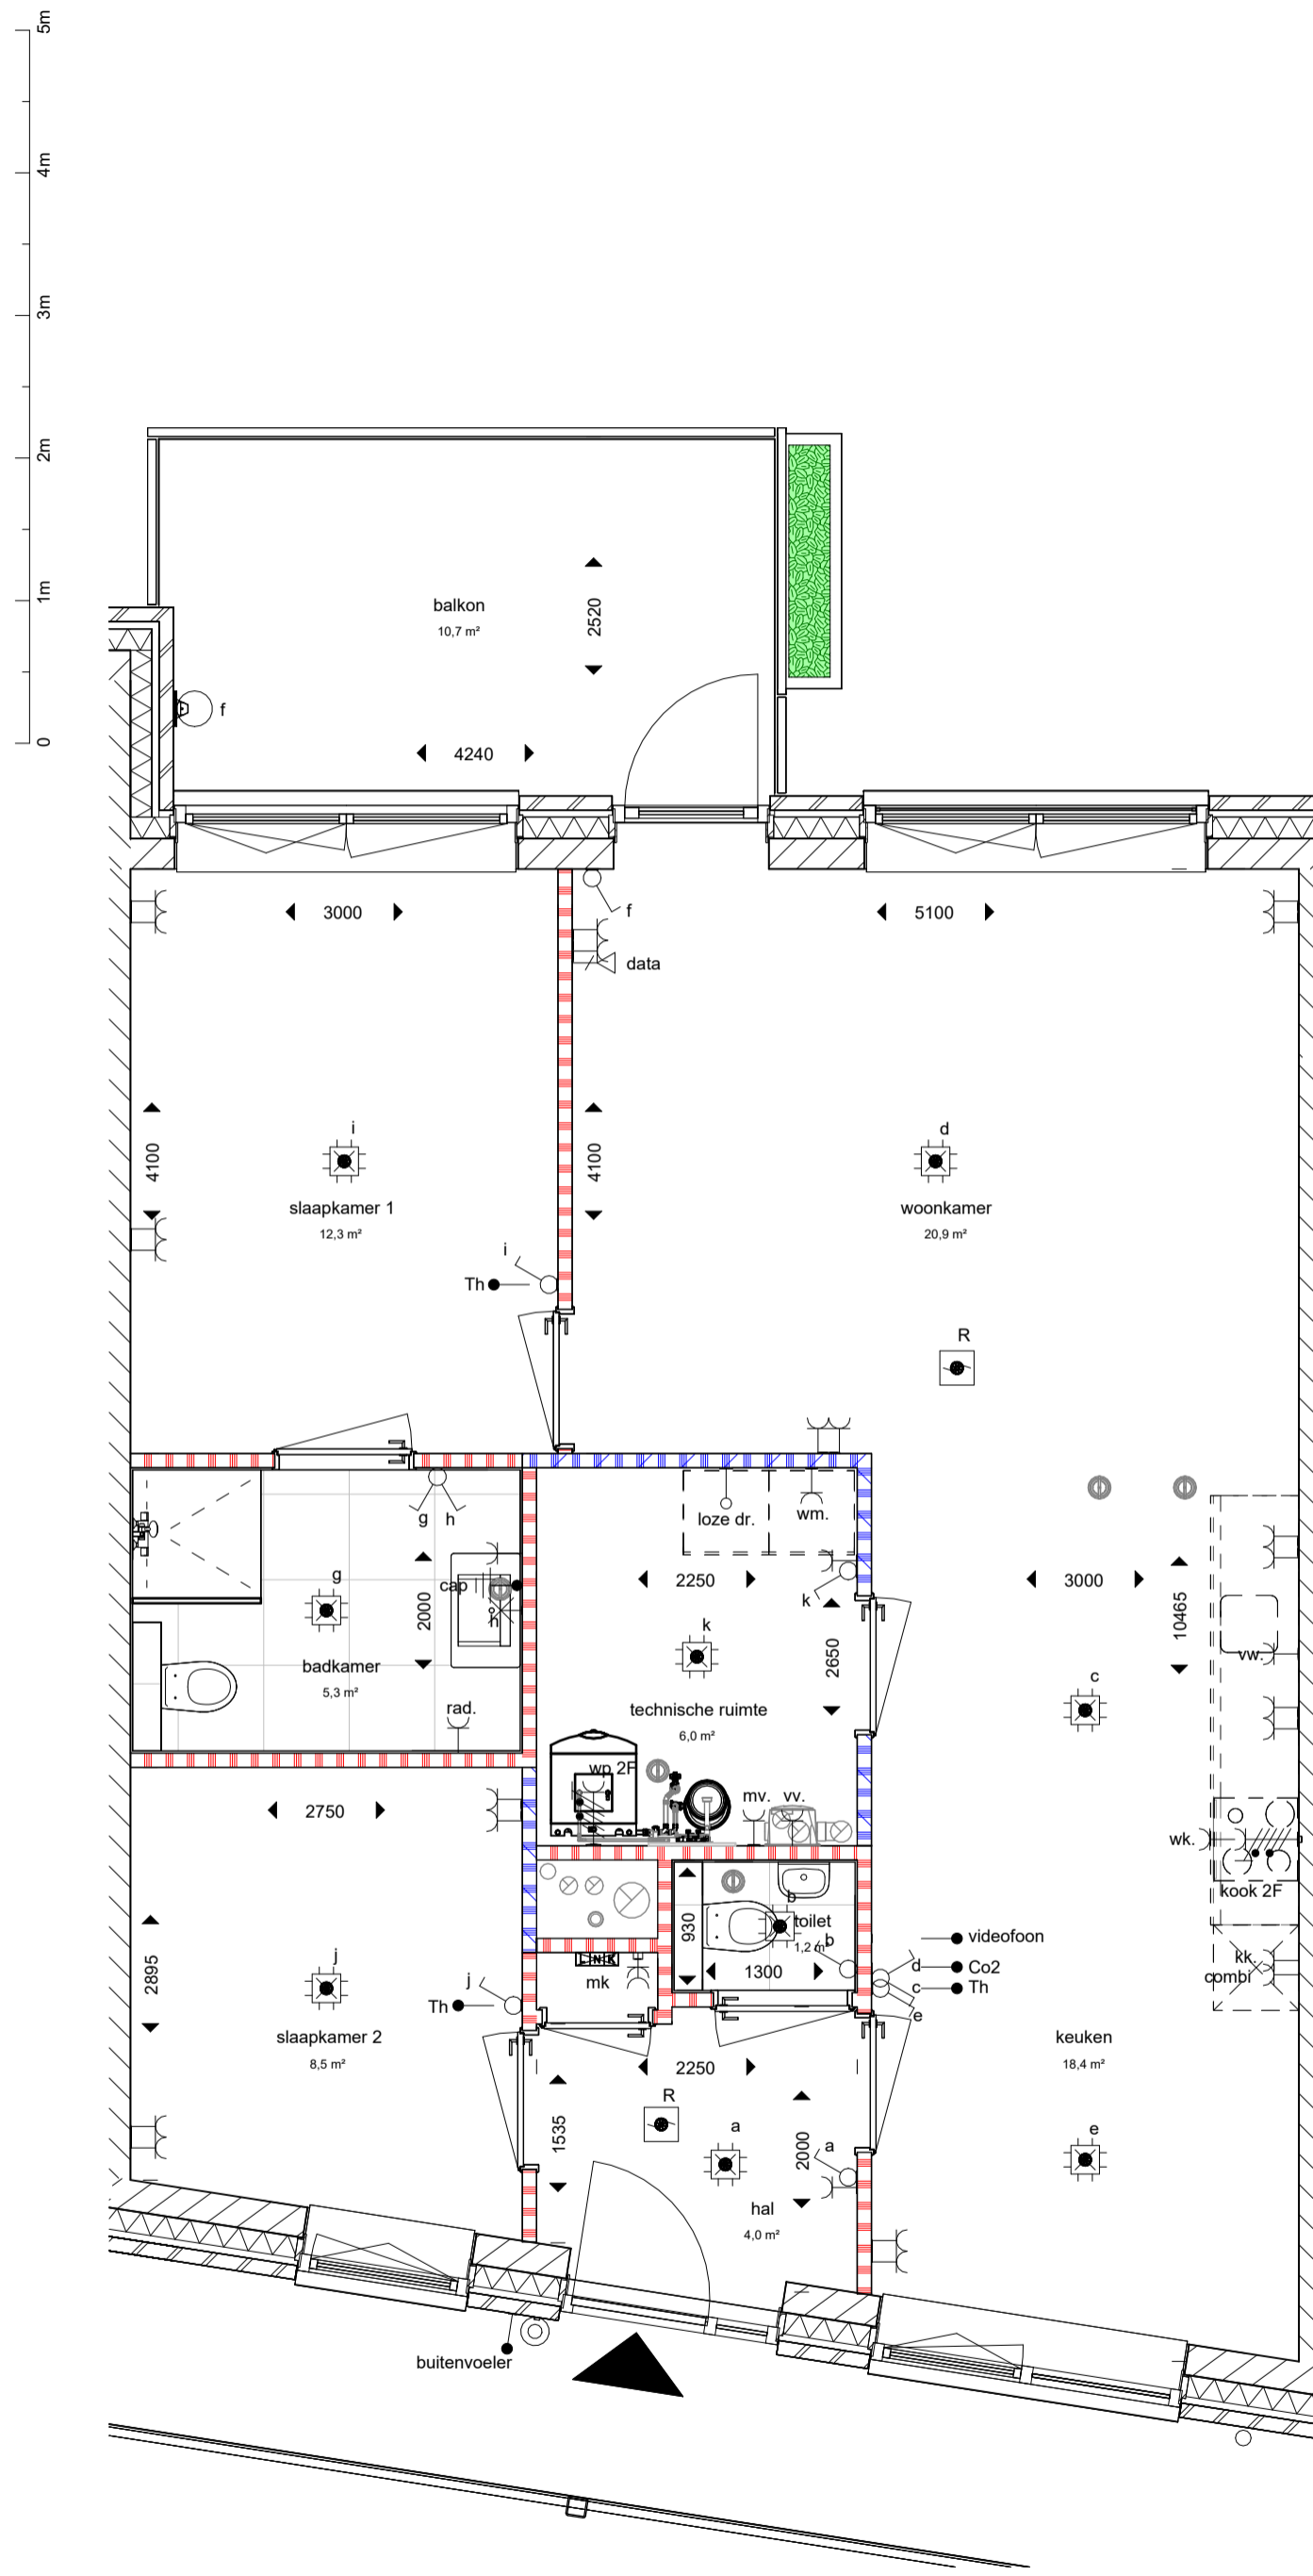 5m
4m
3m
2m
1m
0
balkon
10,7 m²
2520
f
4240
3000
f
data
5100
4100
i
slaapkamer 1
12,3 m²
4100
d
woonkamer
20,9 m²
i
Th
R
g
h
loze dr.
wm.
g
2000
cap
h
2250
k
3000
10465
badkamer
5,3 m²
k
2650
vw.
c
rad.
technische ruimte
6,0 m²
wp 2F
2750
mv.
vv.
wk.
kook 2F
930
b
toilet
1,2 m²
b
1300
videofoon
d
Co2
c
Th
e
kk.
combi
2895
j
j
Th
mk
slaapkamer 2
8,5 m²
keuken
18,4 m²
2250
R
1535
a
2000
a
e
hal
4,0 m²
buitenvoeler